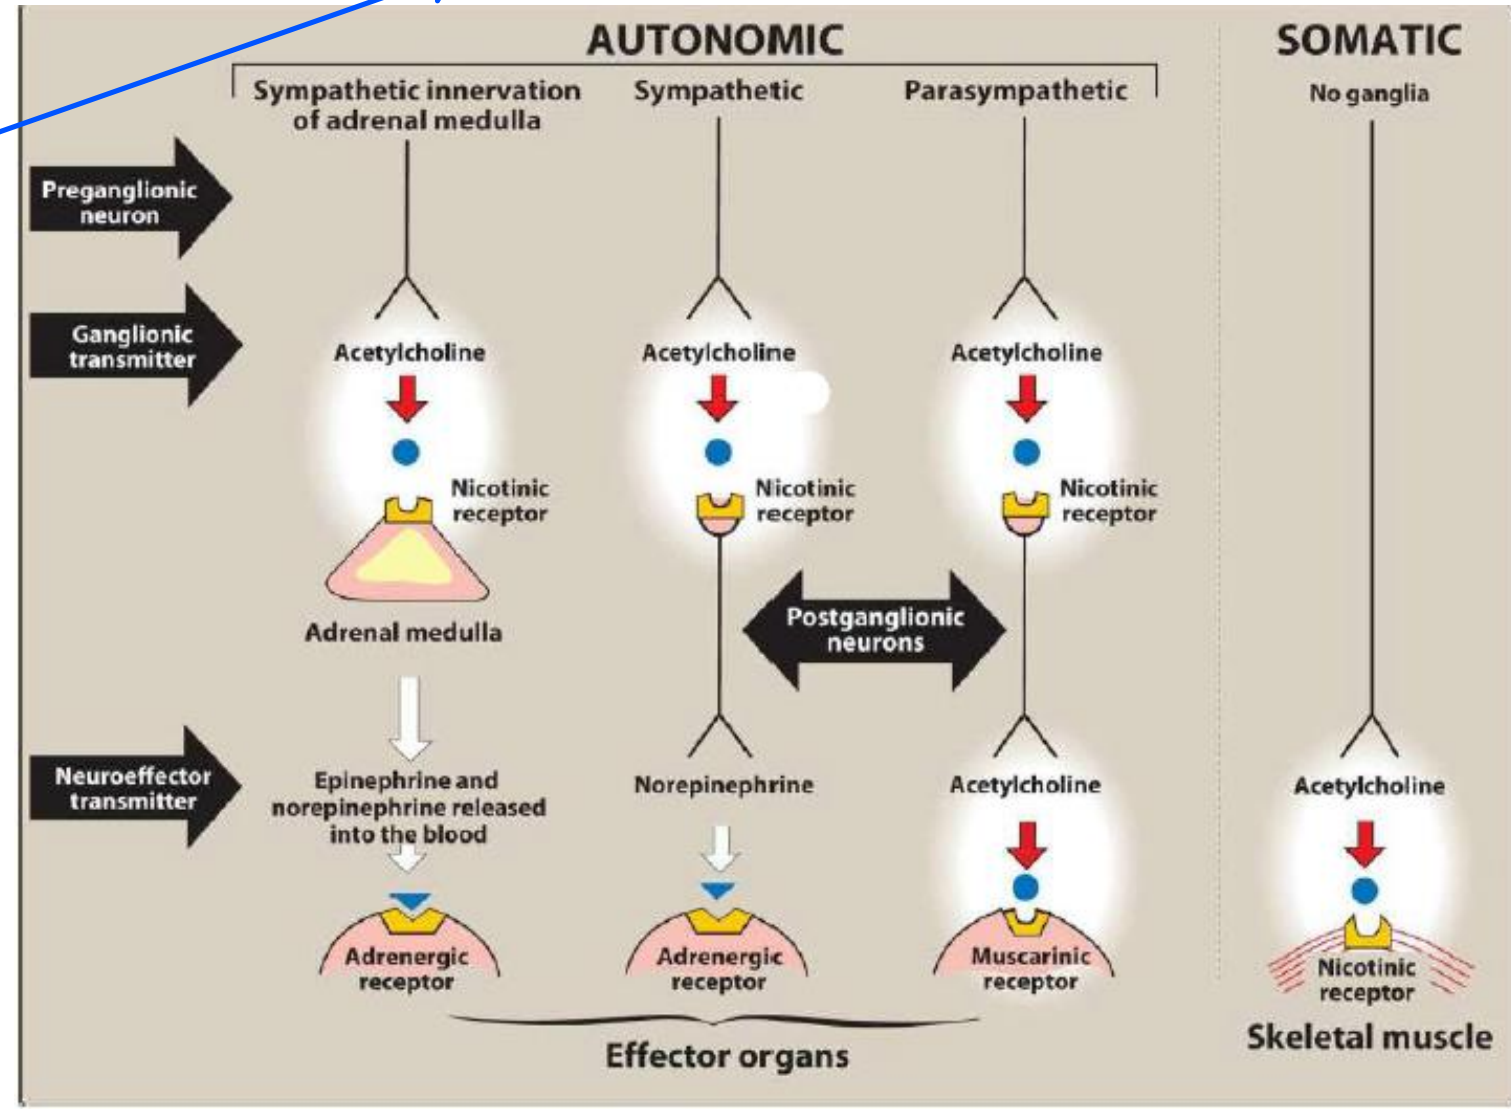 AUTONOMIC
SOMATIC
Sympathetic innervation
of adrenal medulla
Sympathetic
Parasympathetic
No ganglia
Preganglionic
neuron
Ganglionic
transmitter
Acetylcholine
Acetylcholine
Acetylcholine
Nicotinic
receptor
Nicotinic
receptor
Nicotinic
receptor
Adrenal medulla
Postganglionic
neurons
Neuroeffector
transmitter
Epinephrine and
norepinephrine released
into the blood
Norepinephrine
Acetylcholine
Acetylcholine
Adrenergic
receptor
Adrenergic
receptor
Muscarinic
receptor
Nicotinic
receptor
Effector organs
Skeletal muscle